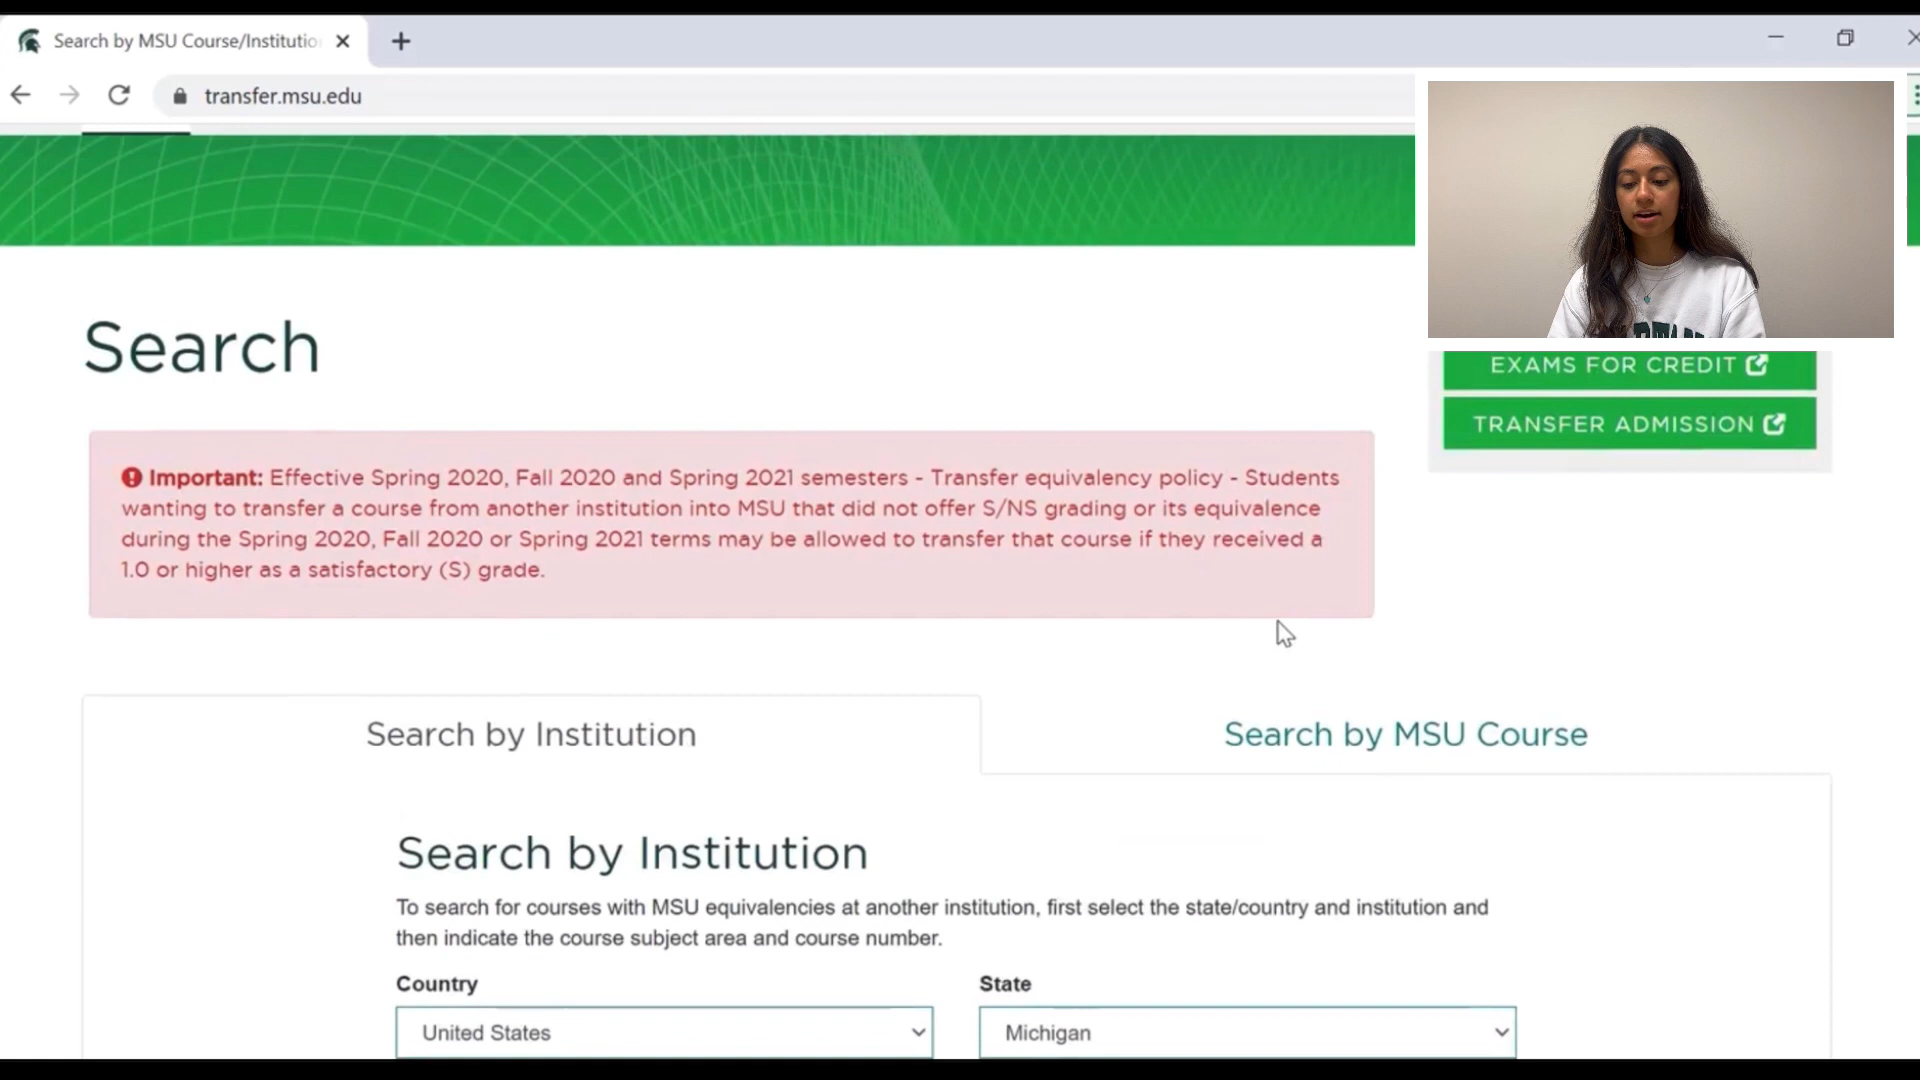 Search by MSU Course/Institutio
transfer.msu.edu
EXAMS FOR CREDIT
TRANSFER ADMISSION
Search
Important: Effective Spring 2020, Fall 2020 and Spring 2021 semesters - Transfer equivalency policy - Students
wanting to transfer a course from another institution into MSU that did not offer S/NS grading or its equivalence
during the Spring 2020, Fall 2020 or Spring 2021 terms may be allowed to transfer that course if they received a
1.0 or higher as a satisfactory (S) grade.
Search by Institution
Search by MSU Course
Search by Institution
To search for courses with MSU equivalencies at another institution, first select the state/country and institution and
then indicate the course subject area and course number.
Country
State
United States
Michigan